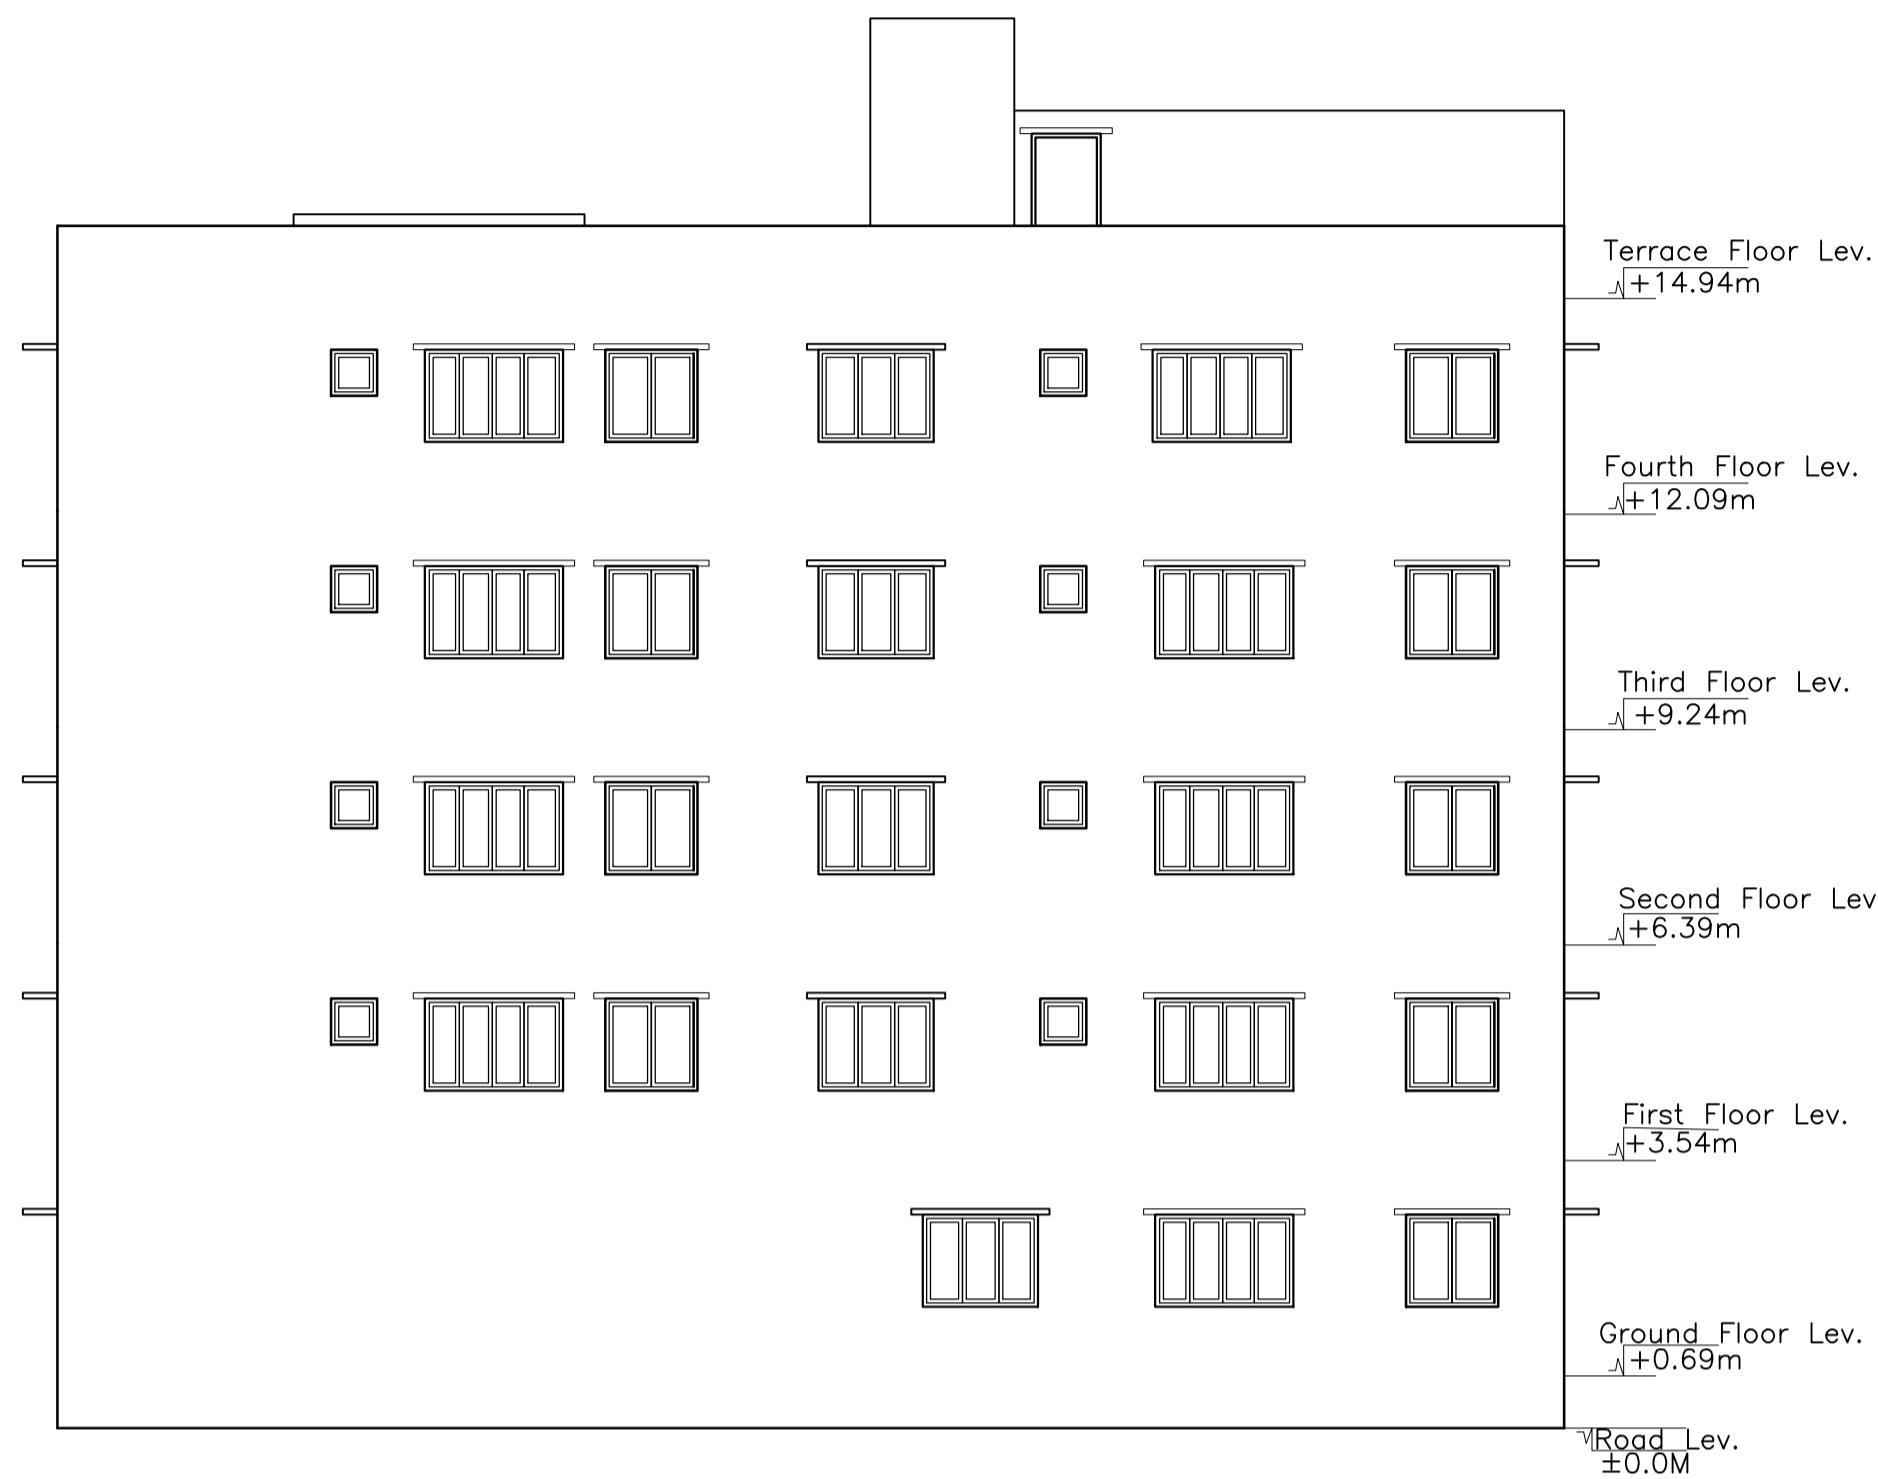 Terrace Floor Lev.
+14.94m
Fourth Floor Lev.
+12.09m
Third Floor Lev.
+9.24m
Second Floor Lev
+6.39m
First Floor Lev.
+3.54m
Ground Floor Lev.
+0.69m
Road Lev.
±0.0M